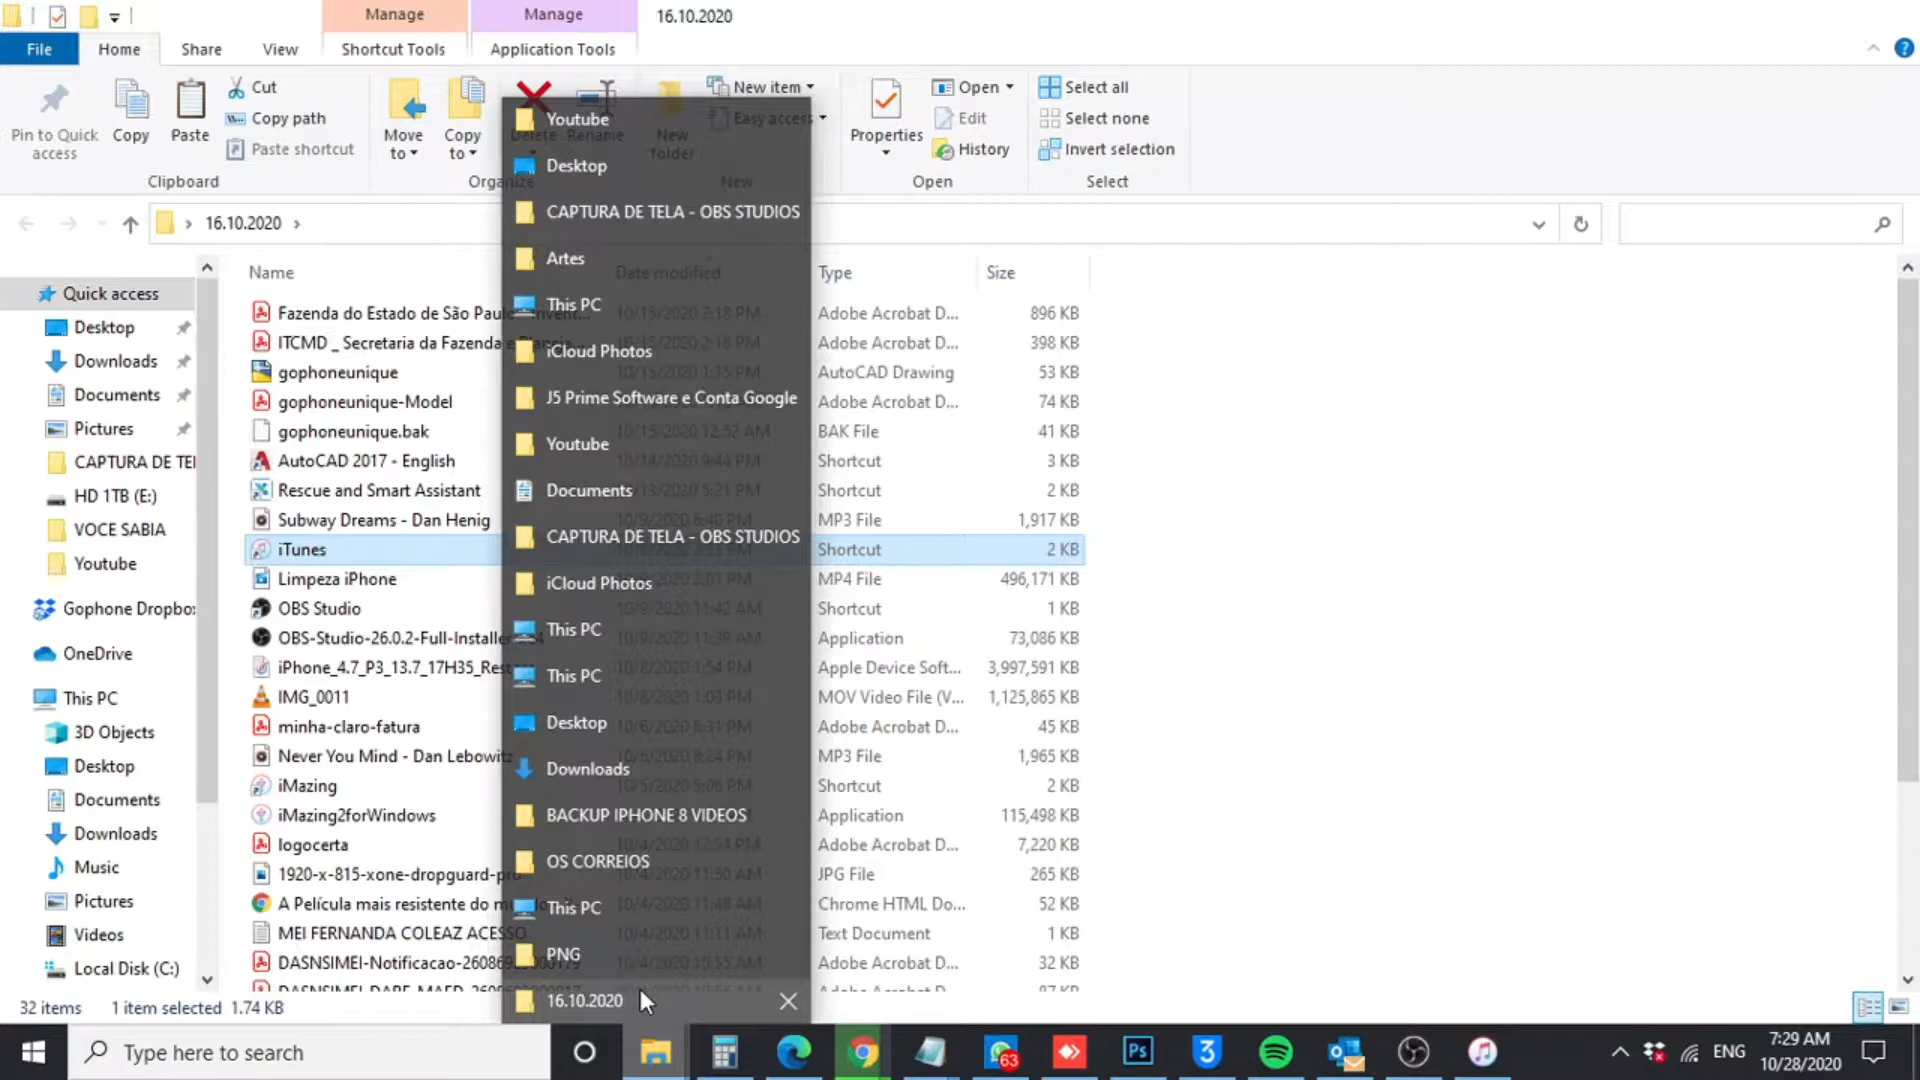 Manage Manage 16.10.2020
File Home Share View Shortcut Tools Application Tools
Pin to Quick access
Copy
Paste
Cut
Copy path
Paste shortcut
Clipboard
Move to
Copy to
Delete
Rename
Organize
New folder
New item
Easy access
New
Properties
Open
Edit
History
Open
Select all
Select none
Invert selection
Select
16.10.2020
Quick access
Desktop
Downloads
Documents
Pictures
CAPTURA DE TEI
HD 1TB (E:)
VOCE SABIA
Youtube
Gophone Dropbo
OneDrive
This PC
3D Objects
Desktop
Documents
Downloads
Music
Pictures
Videos
Local Disk (C:)
Name Date modified Type Size
Fazenda do Estado de São Paulo 10/15/2020 2:18 PM Adobe Acrobat D... 896 KB
ITCMD _ Secretaria da Fazenda e 2:18 PM Adobe Acrobat D... 398 KB
gophoneunique 10/15/2020 1:15 PM AutoCAD Drawing 53 KB
gophoneunique-Model Adobe Acrobat D... 74 KB
gophoneunique.bak 10/15/2020 12:52 AM BAK File 41 KB
AutoCAD 2017 - English 10/14/2020 9:44 PM Shortcut 3 KB
Rescue and Smart Assistant 10/13/2020 5:21 PM Shortcut 2 KB
Subway Dreams - Dan Henig 10/9/2020 6:40 PM MP3 File 1,917 KB
iTunes Shortcut 2 KB
Limpeza iPhone 2:01 PM MP4 File 496,171 KB
OBS Studio 10/9/2020 11:42 AM Shortcut 1 KB
OBS-Studio-26.0.2-Full-Installer 10/9/2020 11:39 AM Application 73,086 KB
iPhone_4.7_P3_13.7_17H35_Rest 10/8/2020 1:54 PM Apple Device Soft... 3,997,591 KB
IMG_0011 10/8/2020 1:03 PM MOV Video File (V... 1,125,865 KB
minha-claro-fatura 10/6/2020 8:31 PM Adobe Acrobat D... 45 KB
Never You Mind - Dan Lebowitz 8:24 PM MP3 File 1,965 KB
iMazing 10/5/2020 5:06 PM Shortcut 2 KB
iMazing2forWindows Application 115,498 KB
logocerta 10/4/2020 12:54 PM Adobe Acrobat D... 7,220 KB
1920-x-815-xone-dropguard-pro 10/4/2020 11:50 AM JPG File 265 KB
A Película mais resistente do m 10/4/2020 11:48 AM Chrome HTML Do... 52 KB
MEI FERNANDA COLEAZ ACESSO 10/4/2020 11:11 AM Text Document 1 KB
DASNSIMEI-Notificacao- 10/4/2020 10:55 AM Adobe Acrobat D... 32 KB
Youtube
Desktop
CAPTURA DE TELA - OBS STUDIOS
Artes
This PC
iCloud Photos
J5 Prime Software e Conta Google
Youtube
Documents
CAPTURA DE TELA - OBS STUDIOS
iCloud Photos
This PC
This PC
Desktop
Downloads
BACKUP IPHONE 8 VIDEOS
OS CORREIOS
This PC
PNG
16.10.2020
32 items 1 item selected 1.74 KB
Type here to search
63
Ps
3
ENG
7:29 AM
10/28/2020